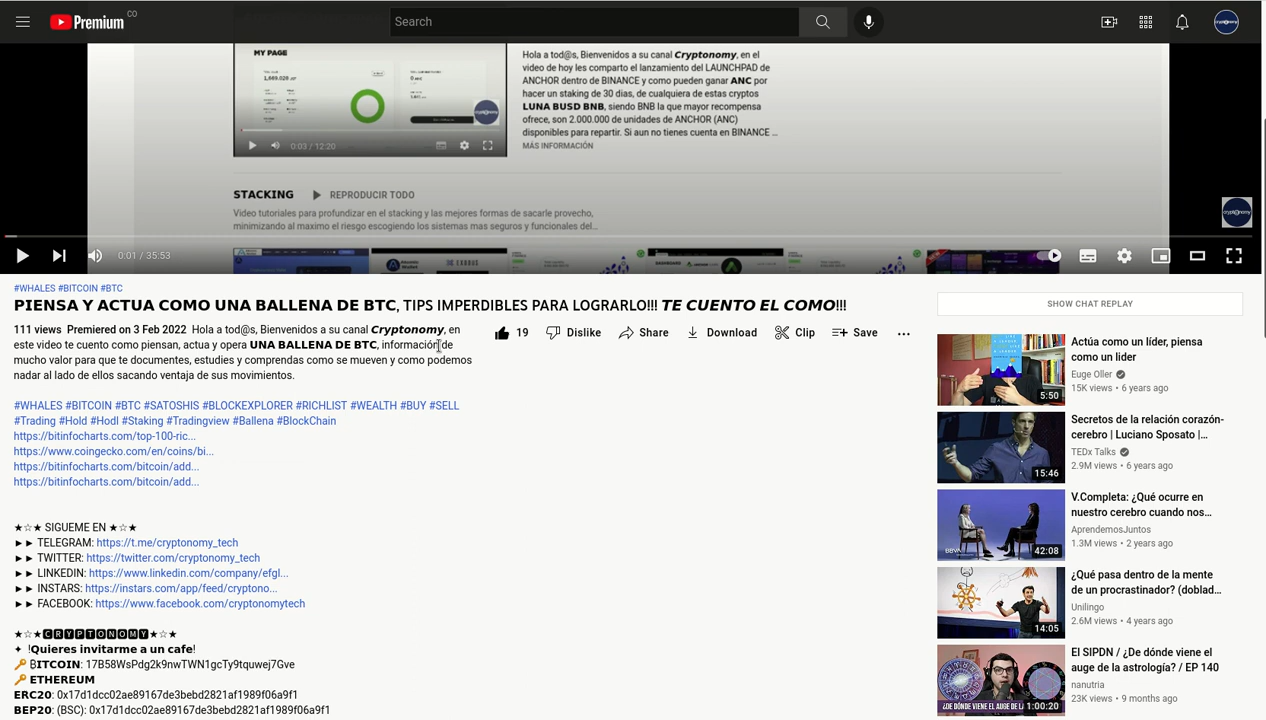 Premium CO
Search
MY PAGE
Hola a tod@s, Bienvenidos a su canal Cryptonomy, en el
video de hoy les comparto el lanzamiento del LAUNCHPAD de
ANCHOR dentro de BINANCE y como pueden ganar ANC por
hacer un staking de 30 dias, de cualquiera de estas cryptos
LUNA BUSD BNB, siendo BNB la que mayor recompensa
ofrece, son 2.000.000 de unidades de ANCHOR (ANC)
disponibles para repartir. Si aun no tienes cuenta en BINANCE ...
0:03 / 12:20
MÁS INFORMACIÓN
STACKING REPRODUCIR TODO
Video tutoriales para profundizar en el stacking y las mejores formas de sacarle provecho,
minimizando al maximo el riesgo escogiendo los sistemas mas seguros y funcionales del...
cryptonomy
0:01 / 35:53
#WHALES #BITCOIN #BTC
PIENSA Y ACTUA COMO UNA BALLENA DE BTC, TIPS IMPERDIBLES PARA LOGRARLO!!! TE CUENTO EL COMO!!!
111 views Premiered on 3 Feb 2022 Hola a tod@s, Bienvenidos a su canal Cryptonomy, en
este video te cuento como piensan, actua y opera UNA BALLENA DE BTC, información de
mucho valor para que te documentes, estudies y comprendas como se mueven y como podemos
nadar al lado de ellos sacando ventaja de sus movimientos.
19 Dislike Share Download Clip Save ...
#WHALES #BITCOIN #BTC #SATOSHIS #BLOCKEXPLORER #RICHLIST #WEALTH #BUY #SELL
#Trading #Hold #Hodl #Staking #Tradingview #Ballena #BlockChain
https://bitinfocharts.com/top-100-ric...
https://www.coingecko.com/en/coins/bi...
https://bitinfocharts.com/bitcoin/add...
https://bitinfocharts.com/bitcoin/add...
★☆★ SIGUEME EN ★☆★
►► TELEGRAM: https://t.me/cryptonomy_tech
►► TWITTER: https://twitter.com/cryptonomy_tech
►► LINKEDIN: https://www.linkedin.com/company/efgl...
►► INSTARS: https://instars.com/app/feed/cryptono...
►► FACEBOOK: https://www.facebook.com/cryptonomytech
★☆★🅲🆁🆈🅿🆃🅾🅽🅾🅼🆈★☆★
✦ !Quieres invitarme a un cafe!
🔑 ₿ITCOIN: 17B58WsPdg2k9nwTWN1gcTy9tquwej7Gve
🔑 ETHEREUM
ERC20: 0x17d1dcc02ae89167de3bebd2821af1989f06a9f1
BEP20: (BSC): 0x17d1dcc02ae89167de3bebd2821af1989f06a9f1
SHOW CHAT REPLAY
Actúa como un líder, piensa
como un lider
Euge Oller
15K views • 6 years ago
5:50
Secretos de la relación corazón-
cerebro | Luciano Sposato |...
TEDx Talks
2.9M views • 6 years ago
15:46
V.Completa: ¿Qué ocurre en
nuestro cerebro cuando nos...
AprendemosJuntos
1.3M views • 2 years ago
BBVA
42:08
¿Qué pasa dentro de la mente
de un procrastinador? (doblad...
Unilingo
2.6M views • 4 years ago
14:05
El SIPDN / ¿De dónde viene el
auge de la astrología? / EP 140
nanutria
23K views • 9 months ago
¿DE DÓNDE VIENE EL AUGE DE LA
1:00:20